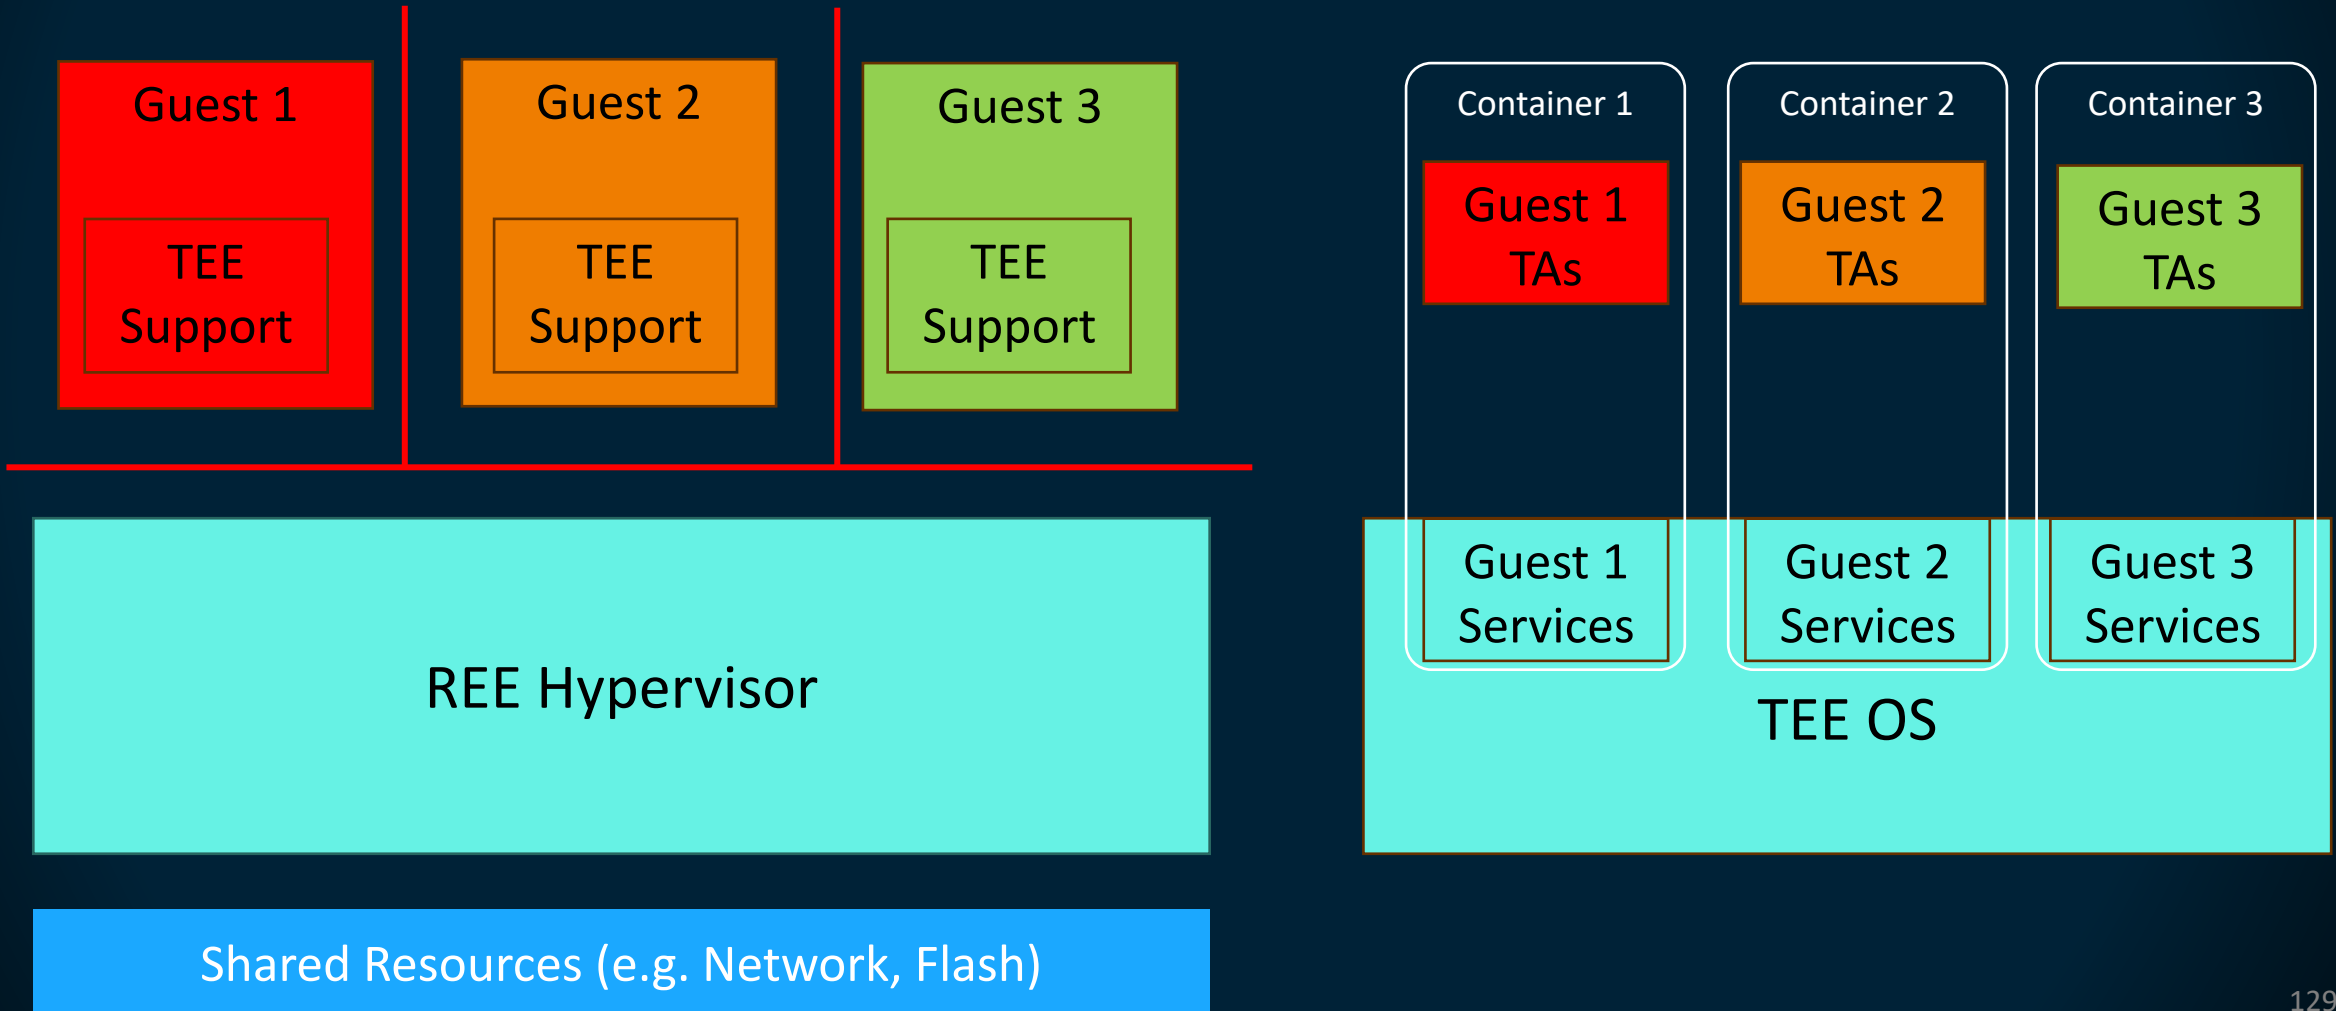 Guest 1
TEE
Support
Guest 2
TEE
Support
Guest 3
TEE
Support
REE Hypervisor
Shared Resources (e.g. Network, Flash)
Container 1
Guest 1
TAs
Guest 1
Services
Container 2
Guest 2
TAs
Guest 2
Services
Container 3
Guest 3
TAs
Guest 3
Services
TEE OS
129